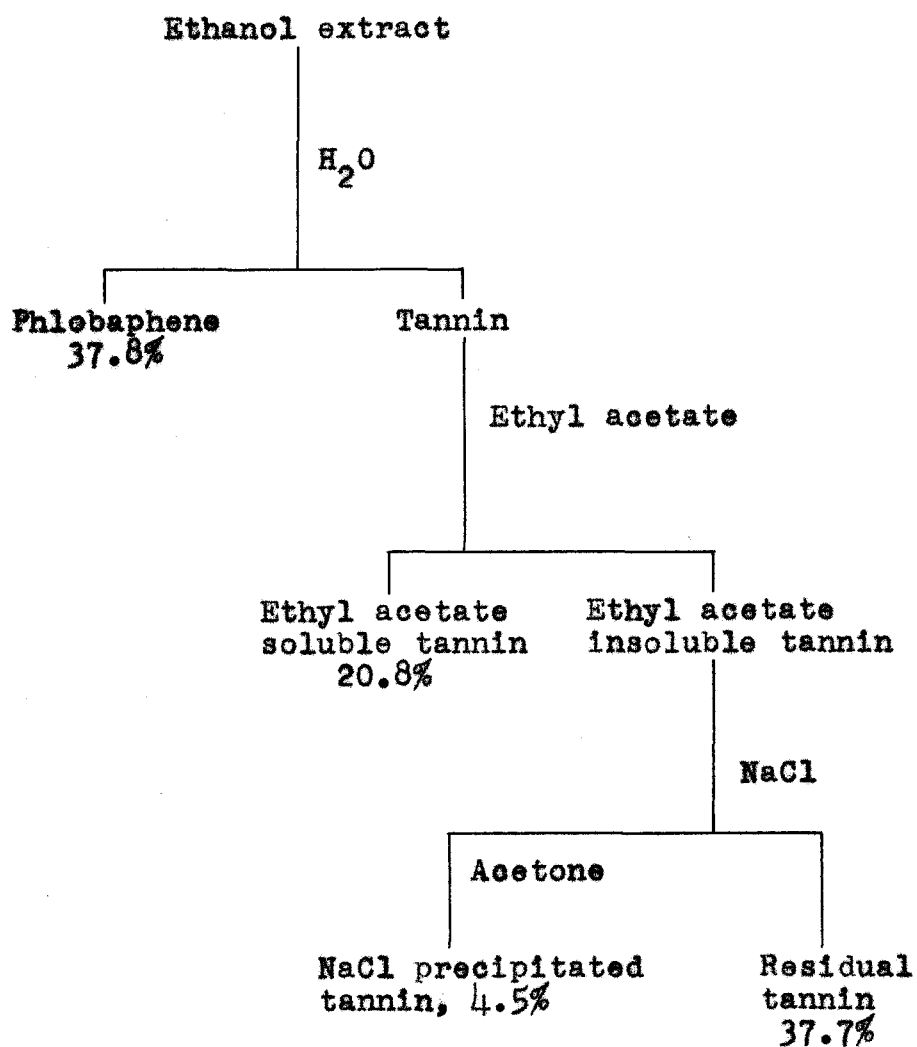 Ethanol extract
H2O
Phlobaphene
37.8%
Tannin
Ethyl acetate
Ethyl acetate
soluble tannin
20.8%
Ethyl acetate
insoluble tannin
NaCl
Acetone
NaCl precipitated
tannin, 4.5%
Residual
tannin
37.7%